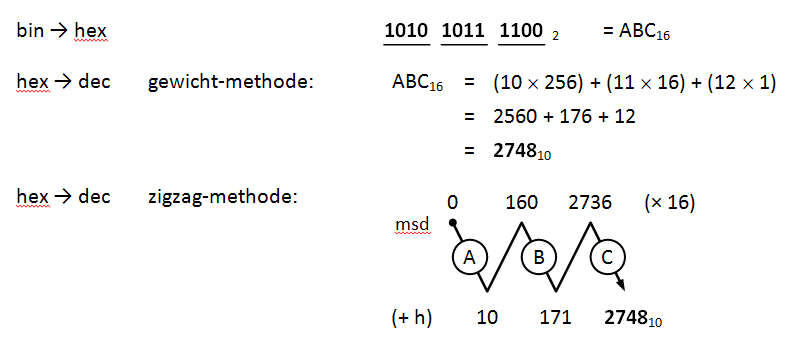 bin → hex 1010 1011 1100 ₂ = ABC₁₆
hex → dec gewicht-methode: ABC₁₆ = (10 × 256) + (11 × 16) + (12 × 1)
= 2560 + 176 + 12
= 2748₁₀
hex → dec zigzag-methode: 0 160 2736 (× 16)
msd
A B C
(+ h) 10 171 2748₁₀